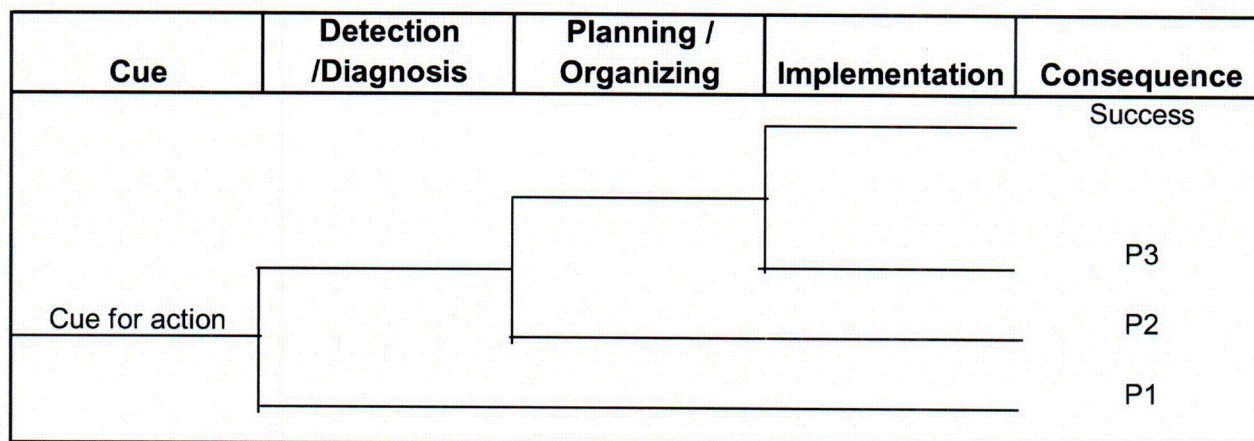 Cue
Detection
/Diagnosis
Planning /
Organizing
Implementation
Consequence
Success
P3
Cue for action
P2
P1